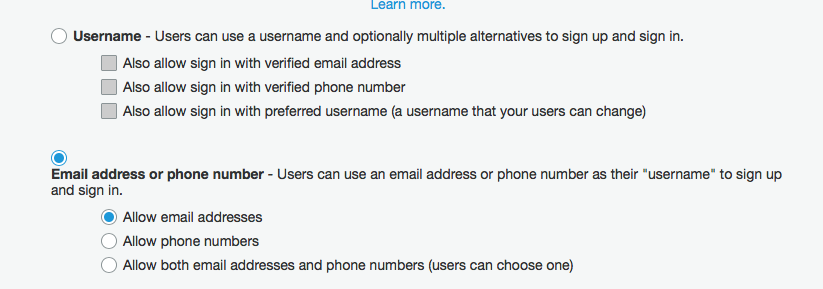 Learn more.
Username - Users can use a username and optionally multiple alternatives to sign up and sign in.
Also allow sign in with verified email address
Also allow sign in with verified phone number
Also allow sign in with preferred username (a username that your users can change)
Email address or phone number - Users can use an email address or phone number as their "username" to sign up
and sign in.
Allow email addresses
Allow phone numbers
Allow both email addresses and phone numbers (users can choose one)